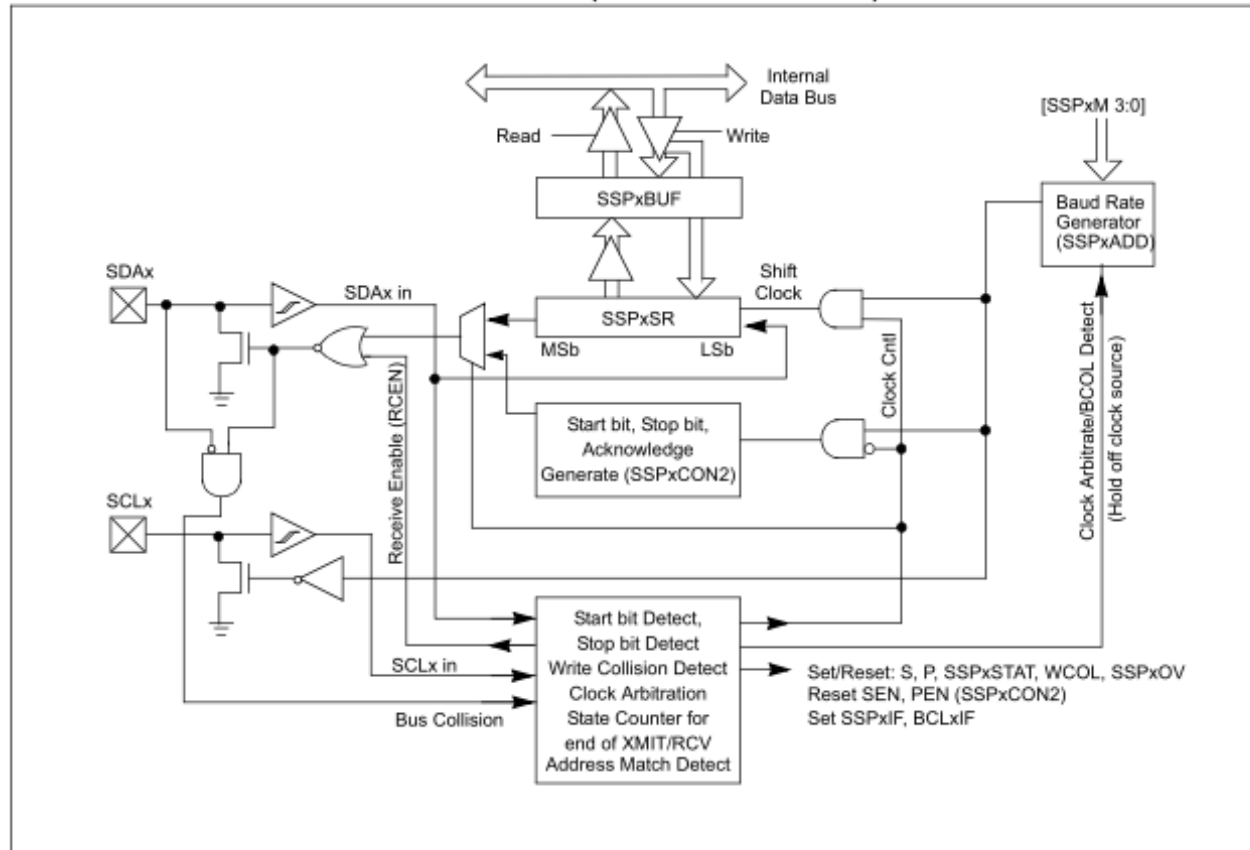 Internal
Data Bus
[SSPxM 3:0]
Read
Write
SSPxBUF
Baud Rate
Generator
(SSPxADD)
SDAx
SDAx in
Shift
Clock
SSPxSR
MSb
LSb
Clock Cntl
Clock Arbitrate/BCOL Detect
(Hold off clock source)
Start bit, Stop bit,
Acknowledge
Generate (SSPxCON2)
Receive Enable (RCEN)
SCLx
SCLx in
Bus Collision
Start bit Detect,
Stop bit Detect
Write Collision Detect
Clock Arbitration
State Counter for
end of XMIT/RCV
Address Match Detect
Set/Reset: S, P, SSPxSTAT, WCOL, SSPxOV
Reset SEN, PEN (SSPxCON2)
Set SSPxIF, BCLxIF